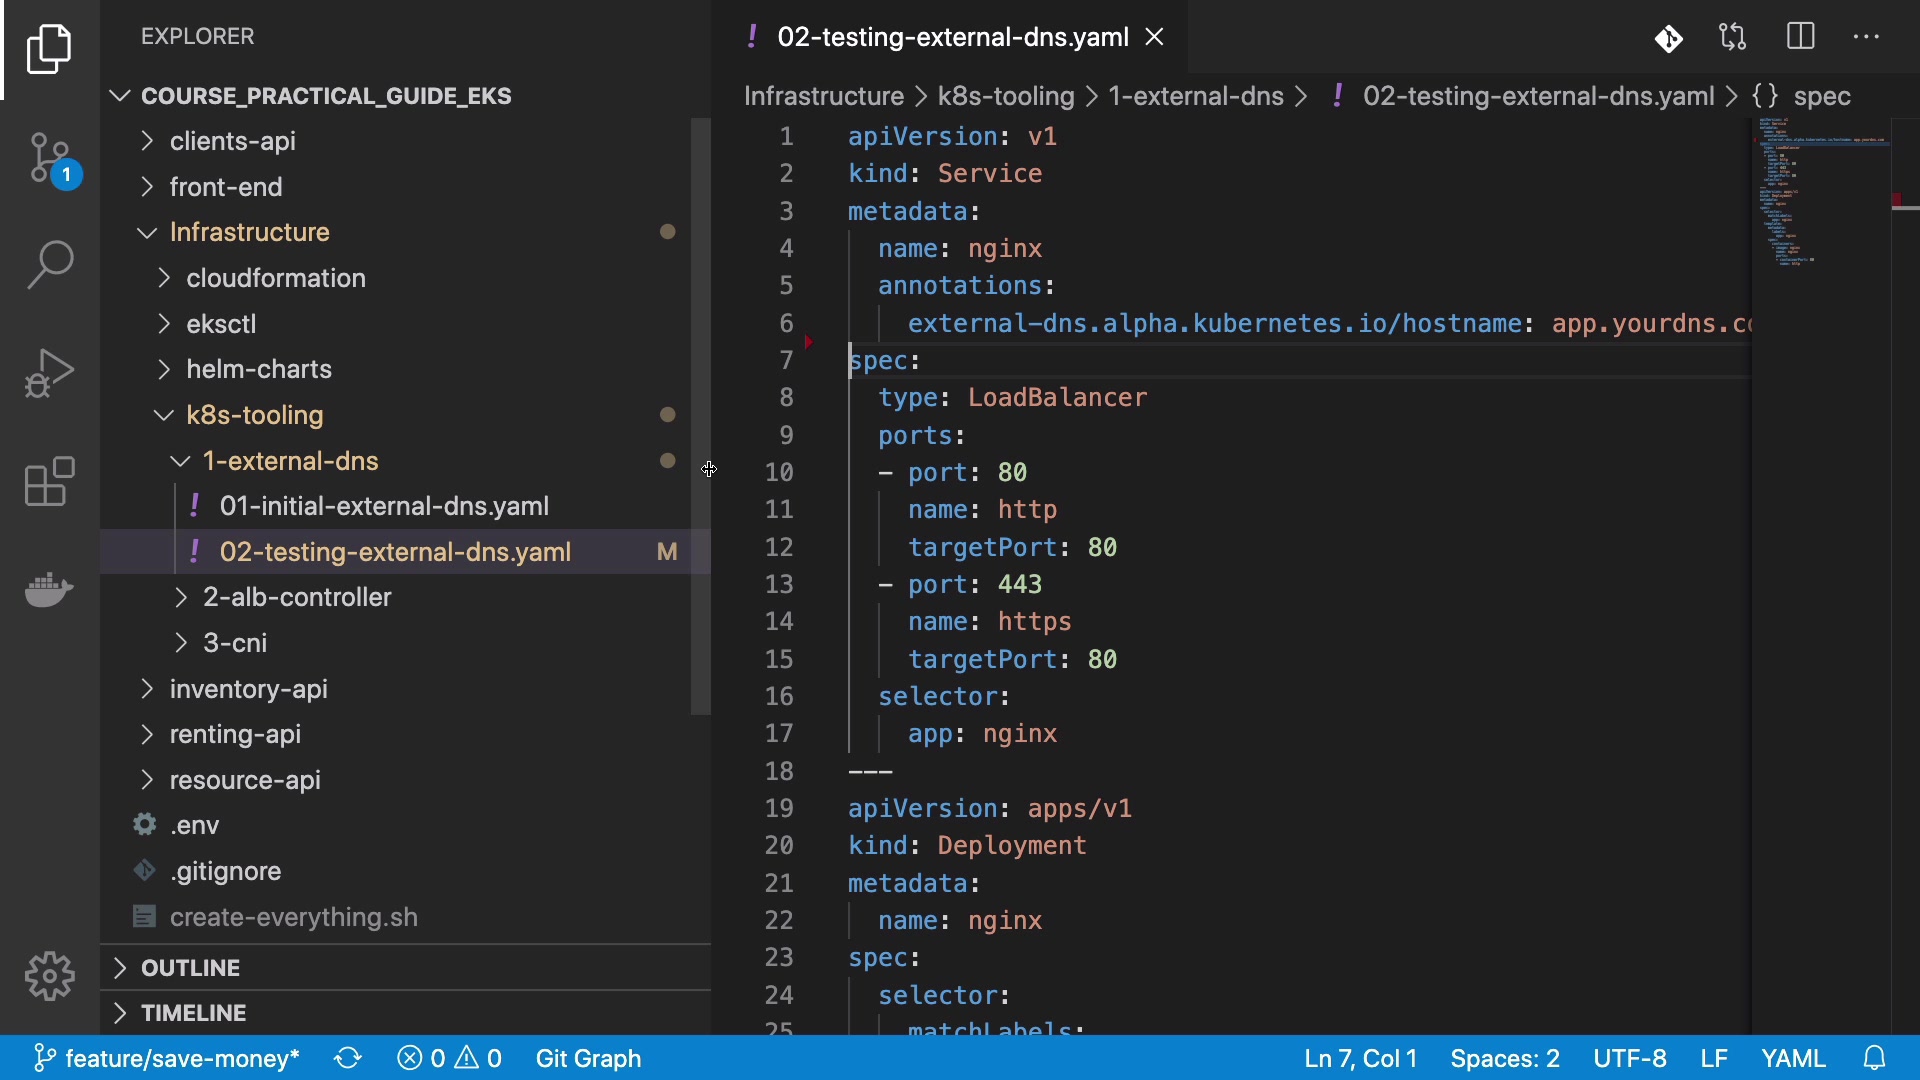 EXPLORER
COURSE_PRACTICAL_GUIDE_EKS
clients-api
front-end
Infrastructure
cloudformation
eksctl
helm-charts
k8s-tooling
1-external-dns
! 01-initial-external-dns.yaml
! 02-testing-external-dns.yaml M
2-alb-controller
3-cni
inventory-api
renting-api
resource-api
.env
.gitignore
create-everything.sh
OUTLINE
TIMELINE
1
! 02-testing-external-dns.yaml
Infrastructure > k8s-tooling > 1-external-dns > ! 02-testing-external-dns.yaml > {} spec
1 apiVersion: v1
2 kind: Service
3 metadata:
4 name: nginx
5 annotations:
6 external-dns.alpha.kubernetes.io/hostname: app.yourdns.co
7 spec:
8 type: LoadBalancer
9 ports:
10 - port: 80
11 name: http
12 targetPort: 80
13 - port: 443
14 name: https
15 targetPort: 80
16 selector:
17 app: nginx
18 ---
19 apiVersion: apps/v1
20 kind: Deployment
21 metadata:
22 name: nginx
23 spec:
24 selector:
25 matchLabels:
feature/save-money* 0 0 Git Graph
Ln 7, Col 1 Spaces: 2 UTF-8 LF YAML